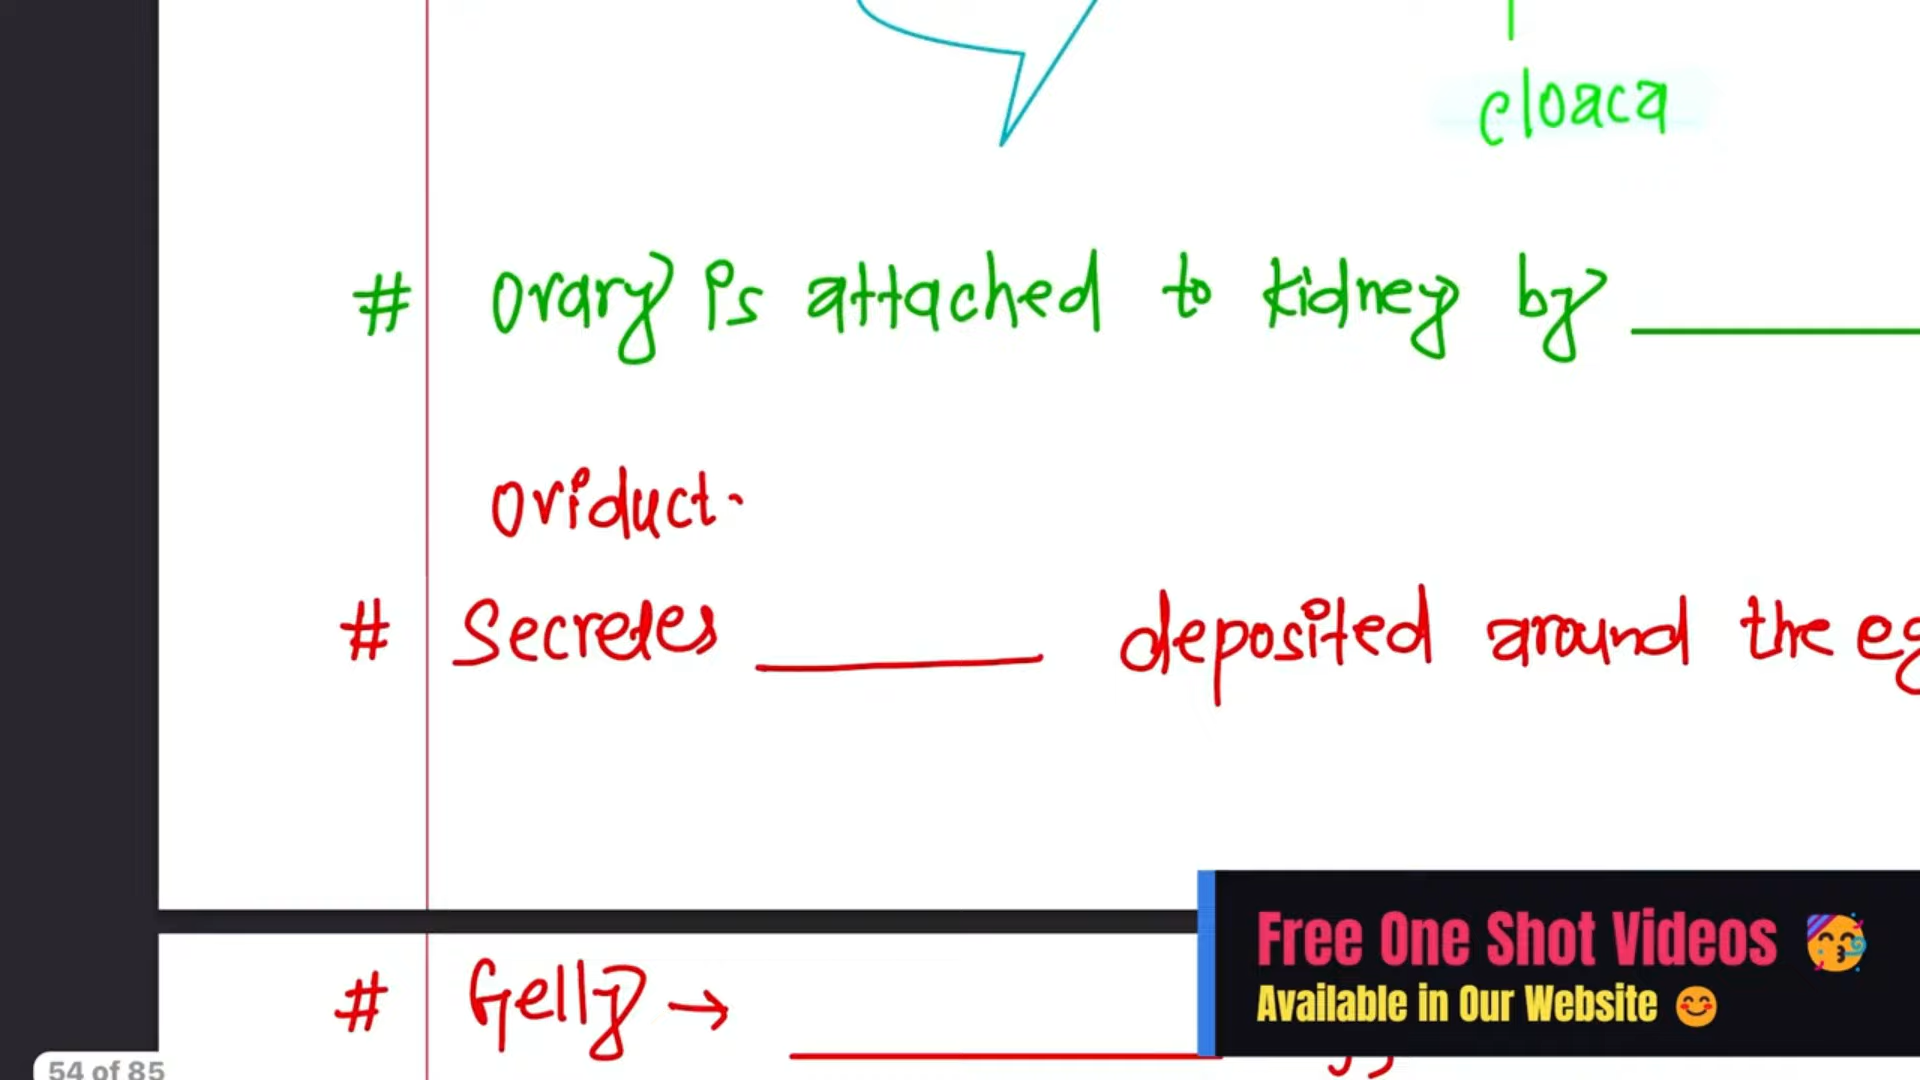 cloaca
# Ovary is attached to kidney by
Oviduct.
# Secretes deposited around the eg
# Gelly →
Free One Shot Videos 🥳
Available in Our Website 😊
54 of 85